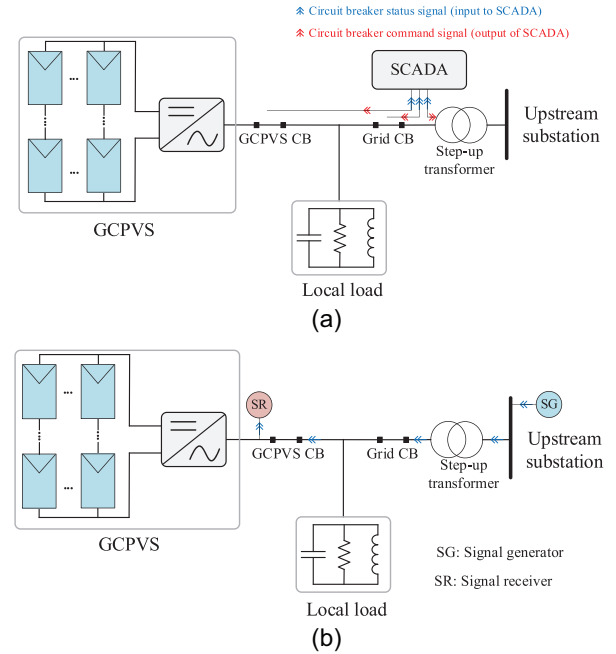 Circuit breaker status signal (input to SCADA)
Circuit breaker command signal (output of SCADA)
SCADA
Upstream
substation
GCPVS CB
Grid CB
Step-up
transformer
GCPVS
Local load
(a)
SR
SG
GCPVS CB
Grid CB
Step-up
transformer
Upstream
substation
GCPVS
SG: Signal generator
SR: Signal receiver
Local load
(b)